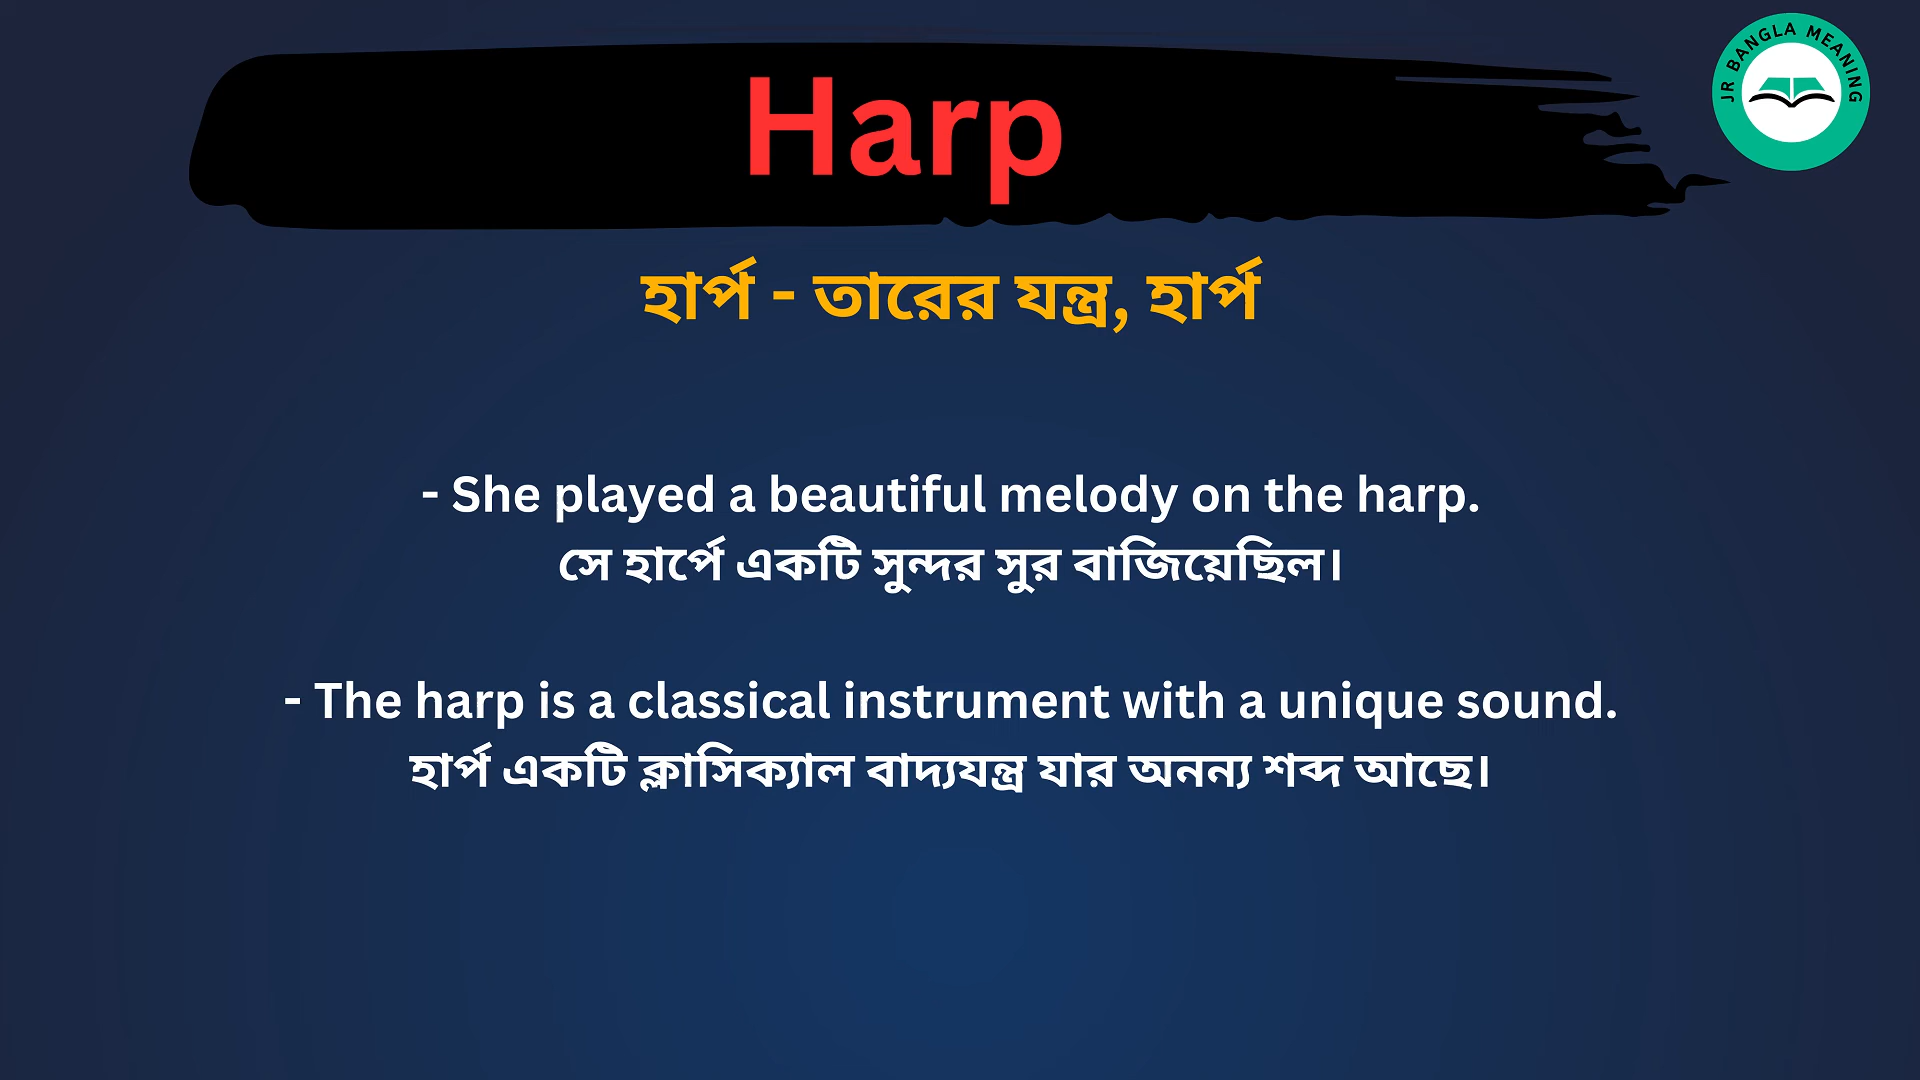 Harp
JR BANGLA MEANING
হার্প - তারের যন্ত্র, হার্প
- She played a beautiful melody on the harp.
সে হার্পে একটি সুন্দর সুর বাজিয়েছিল।
- The harp is a classical instrument with a unique sound.
হার্প একটি ক্লাসিক্যাল বাদ্যযন্ত্র যার অনন্য শব্দ আছে।